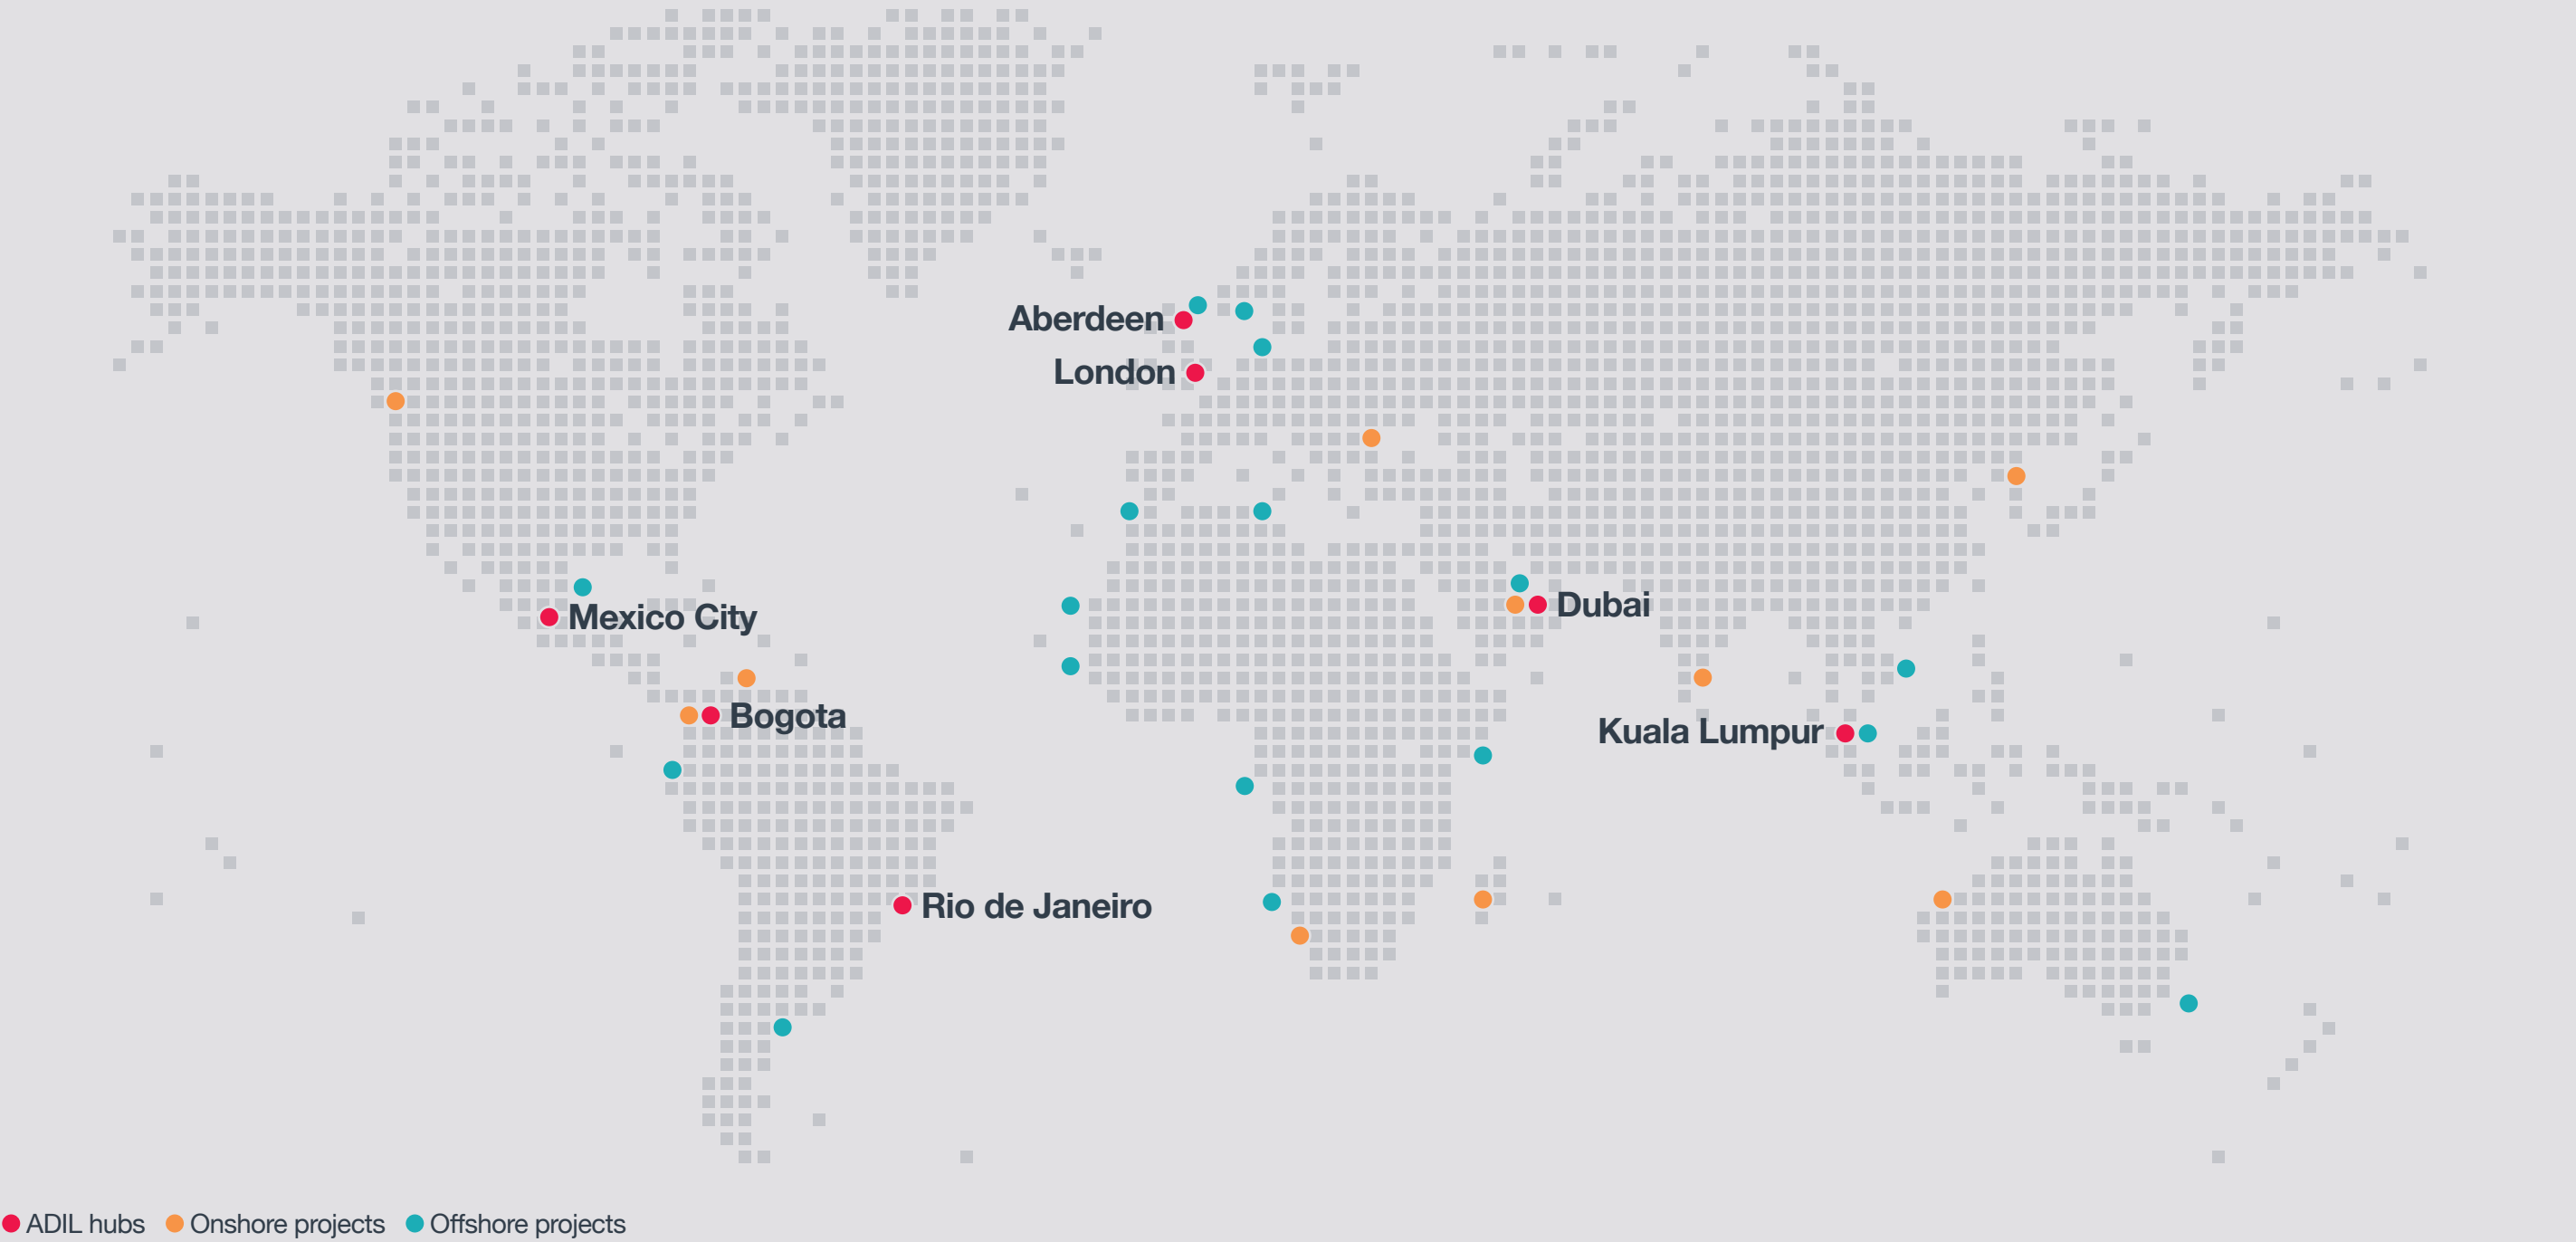 Aberdeen
London
Mexico City
Dubai
Bogota
Kuala Lumpur
Rio de Janeiro
ADIL hubs
Onshore projects
Offshore projects